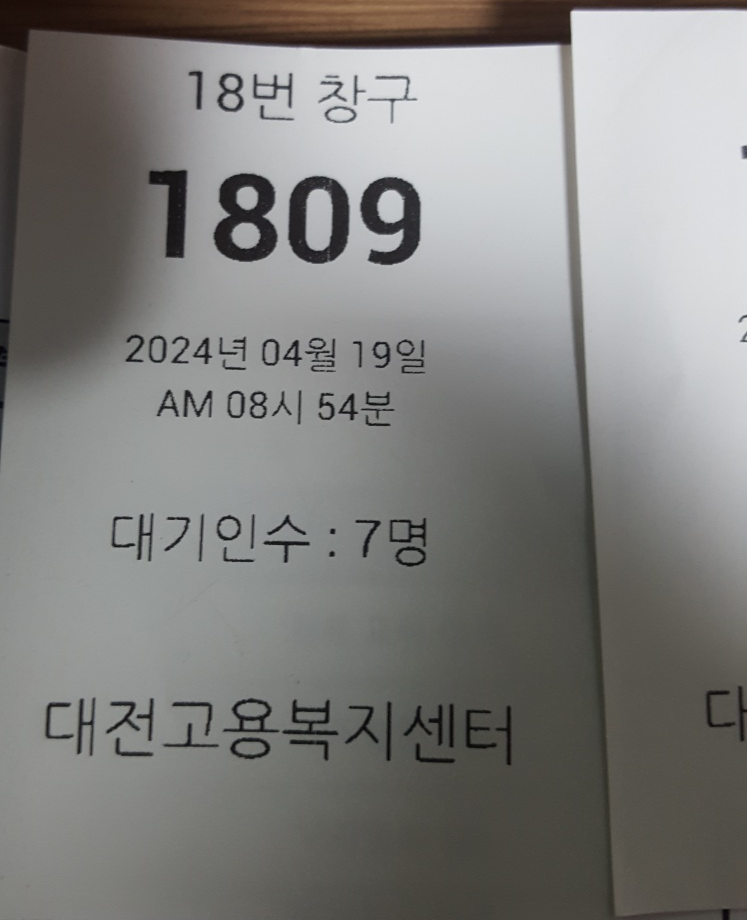 18번 창구
1809
2024년 04월 19일
AM 08시 54분
대기인수 : 7명
대전고용복지센터